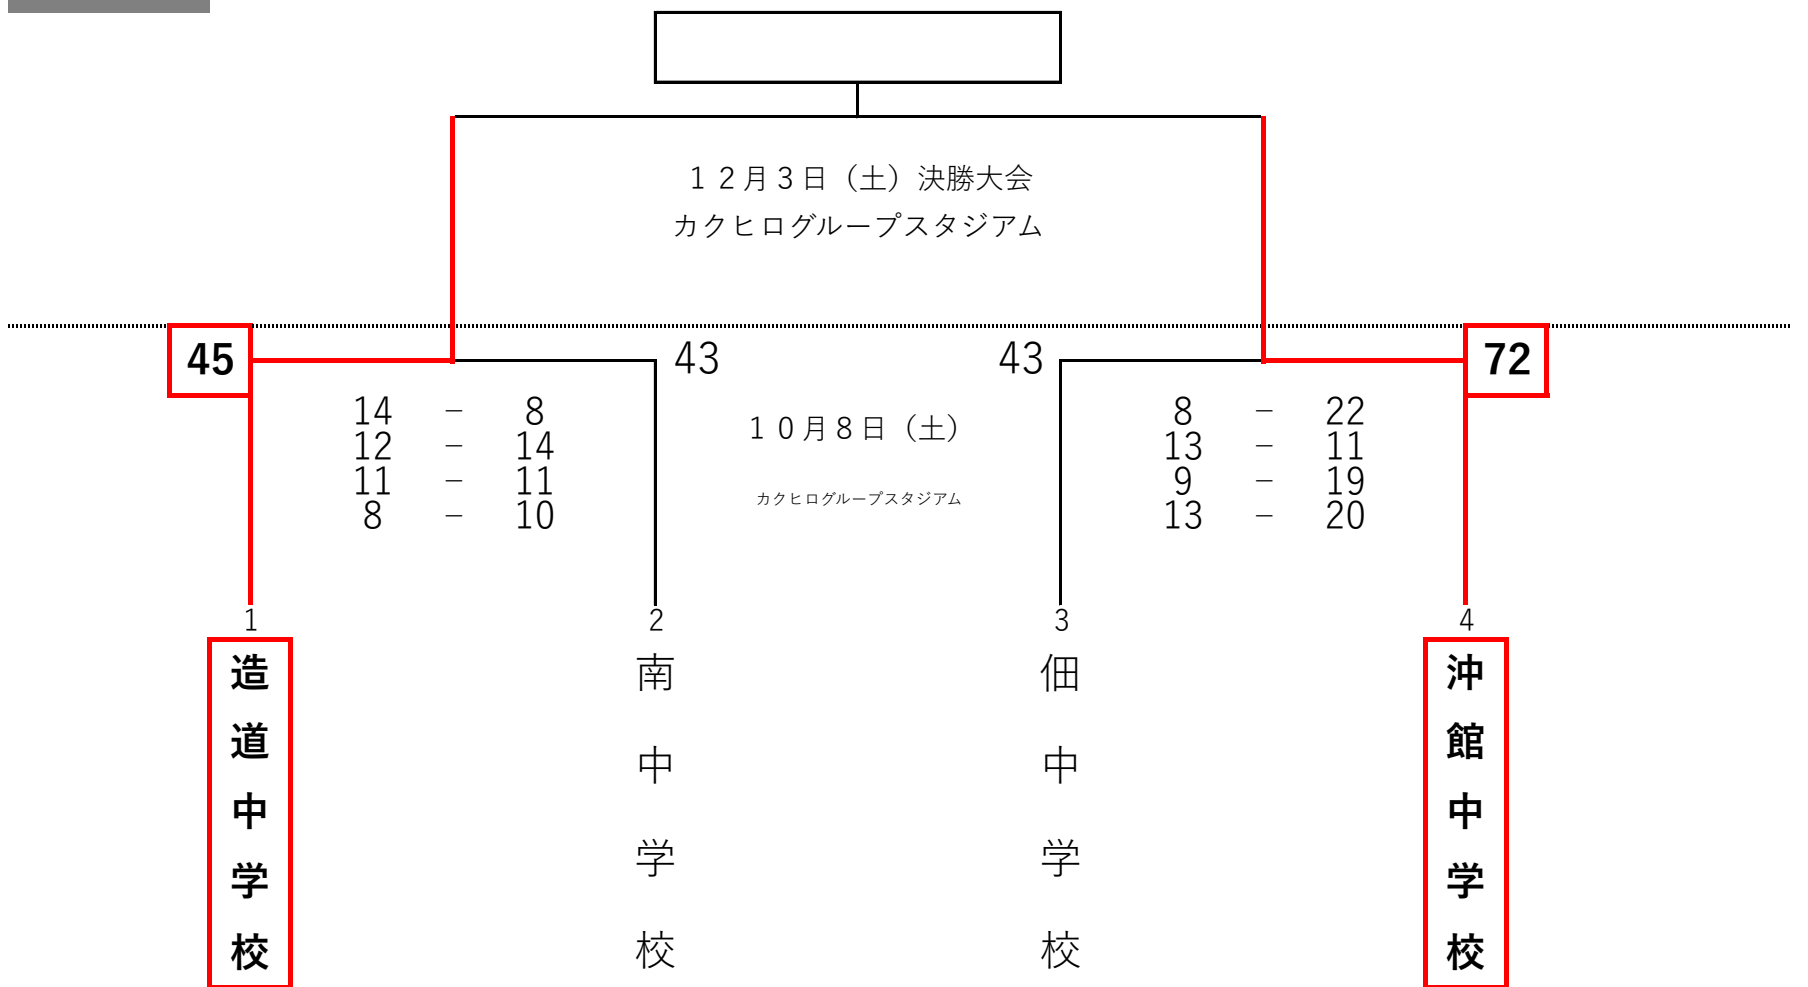 １２月３日（土）決勝大会
カクヒログループスタジアム
45 43 43 72
14 － 8
12 － 14
11 － 11
8 － 10
１０月８日（土）
カクヒログループスタジアム
8 － 22
13 － 11
9 － 19
13 － 20
1 2 3 4
造道中学校
南中学校
佃中学校
沖館中学校